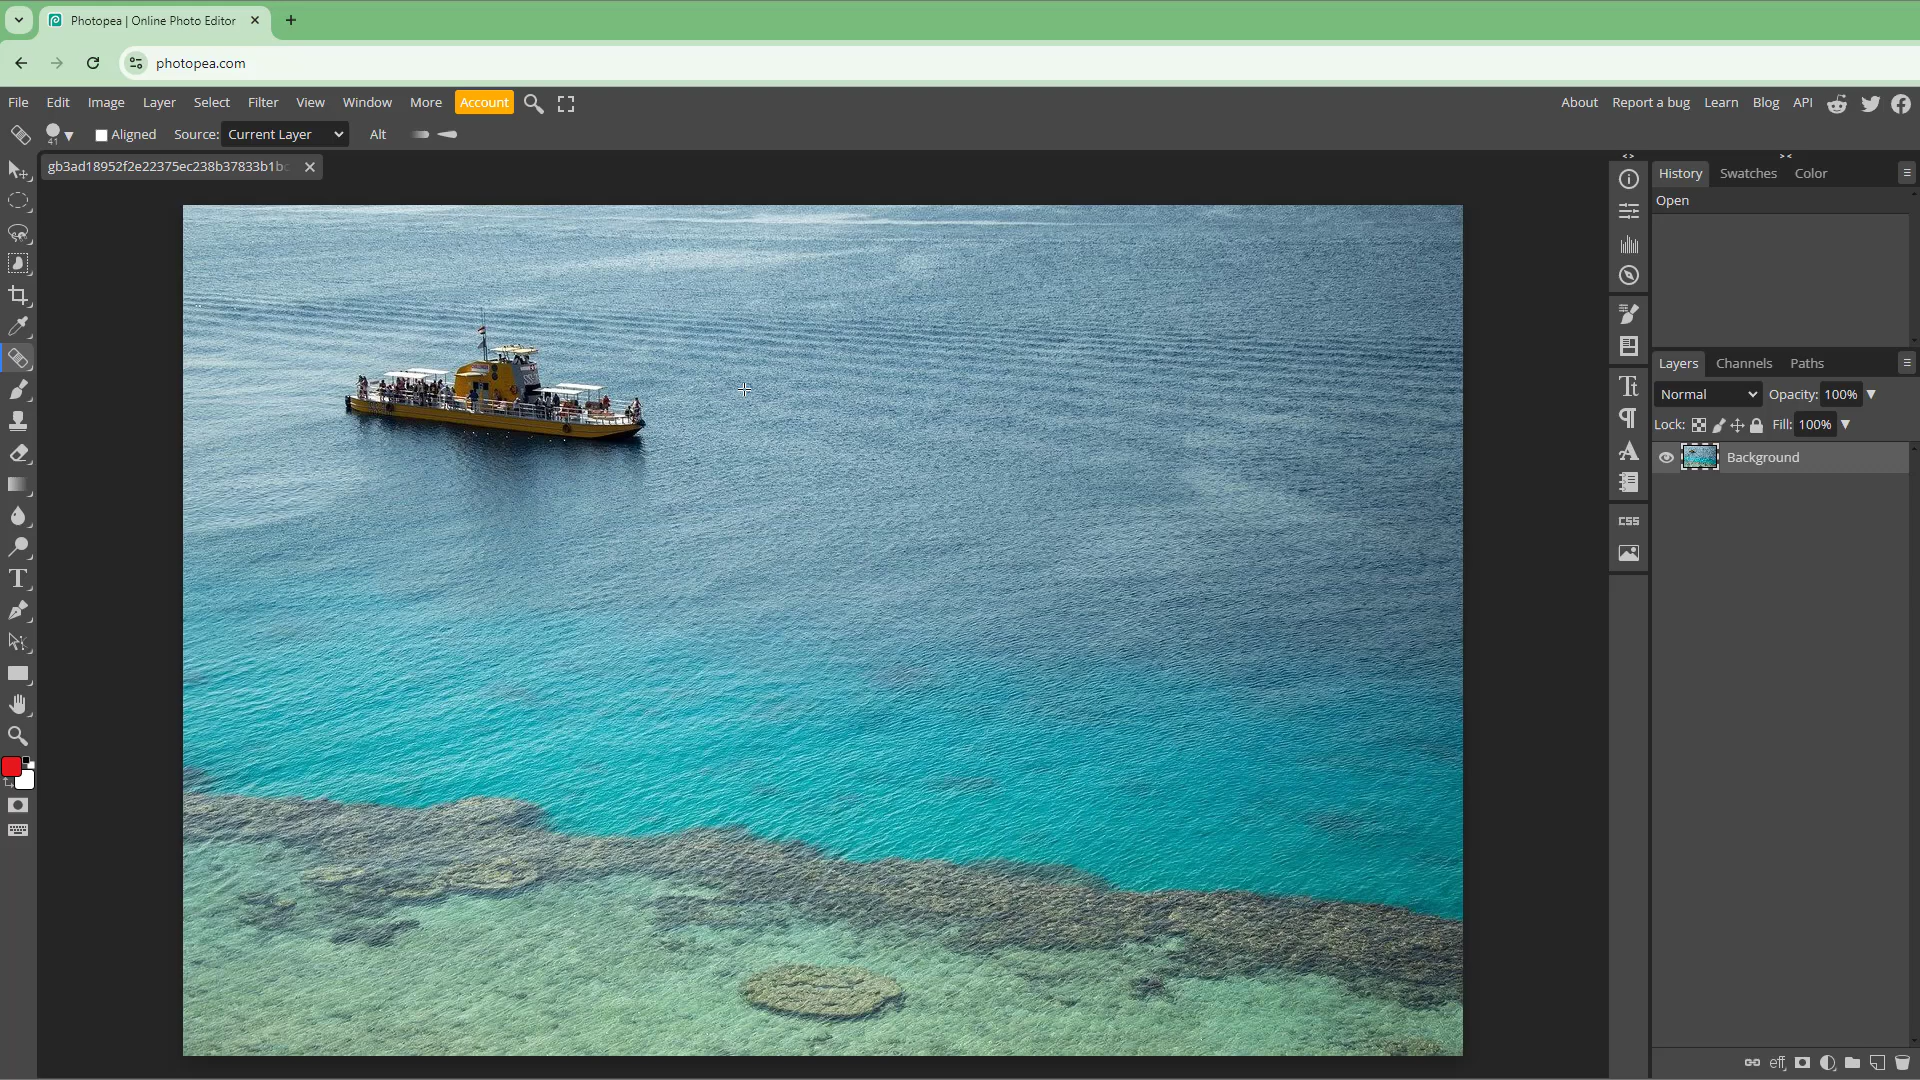 Photopea | Online Photo Editor
photopea.com
File Edit Image Layer Select Filter View Window More Account About Report a bug Learn Blog API
41 Aligned Source: Current Layer Alt
gb3ad18952f2e22375ec238b37833b1b
History Swatches Color
Open
Layers Channels Paths
Normal Opacity: 100%
Lock: Fill: 100%
Background
CSS
eff